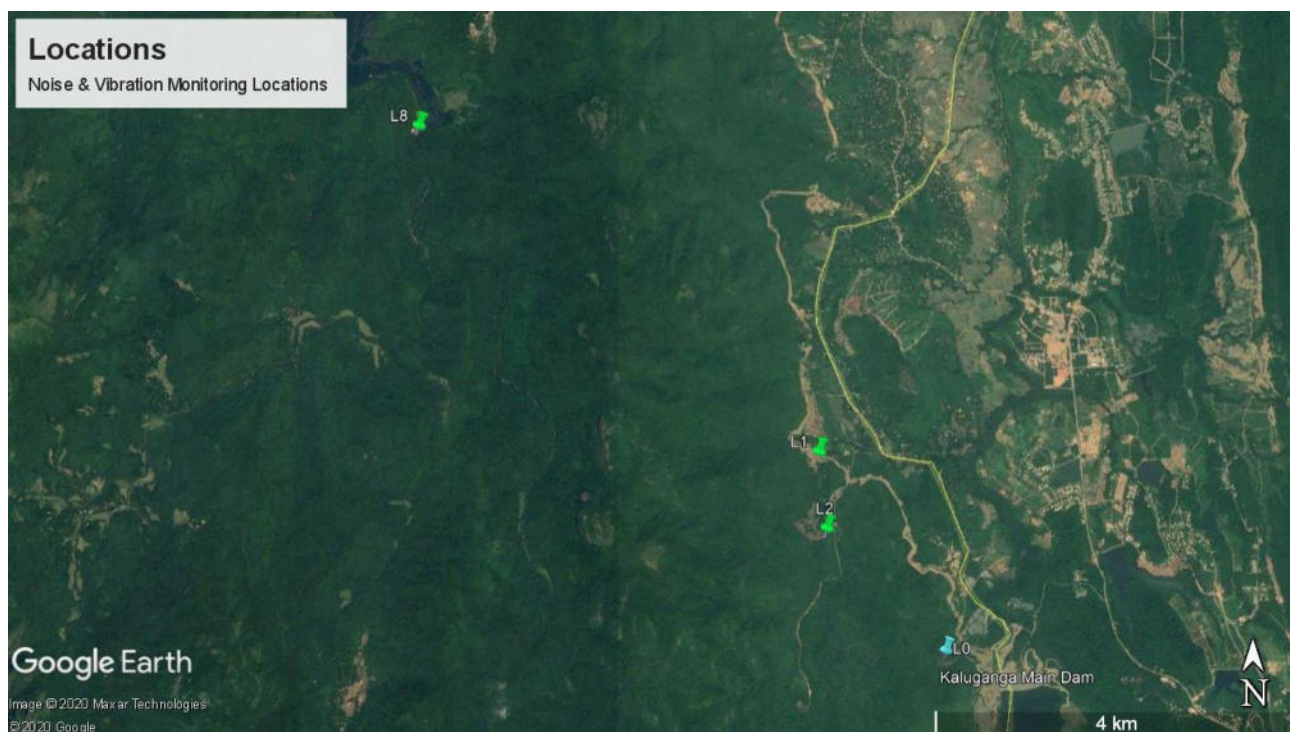 Locations
Noise & Vibration Monitoring Locations
L8
L1
L2
L0
Kaluganga Main Dam
Google Earth
N
Image © 2020 Maxar Technologies
© 2020 Google
4 km